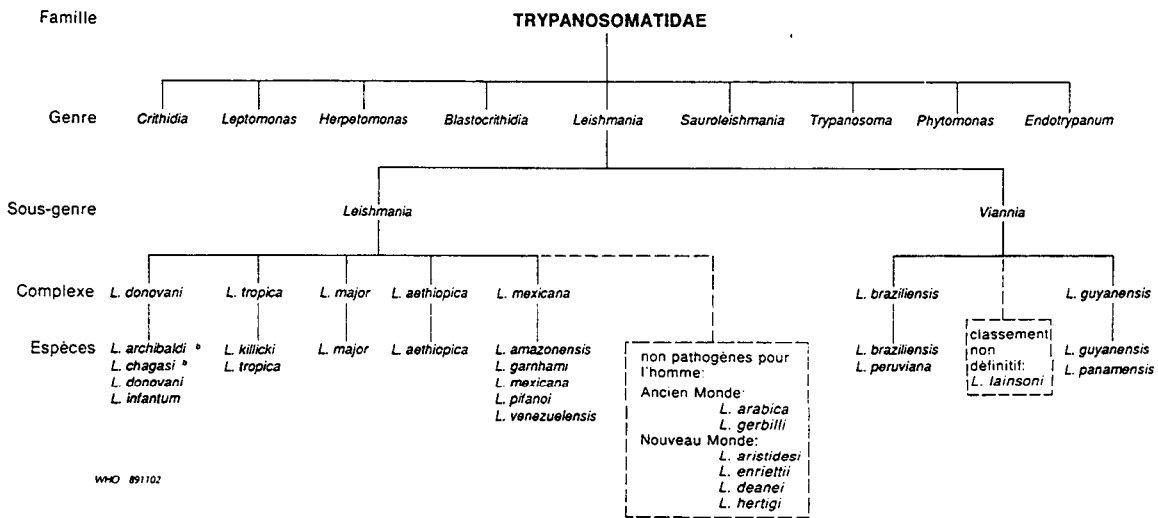 Famille TRYPANOSOMATIDAE
Genre Crithidia Leptomonas Herpetomonas Blastocrithidia Leishmania Sauroleishmania Trypanosoma Phytomonas Endotrypanum
Sous-genre Leishmania Viannia
Complexe L. donovani L. tropica L. major L. aethiopica L. mexicana L. braziliensis L. guyanensis
Espèces L. archibaldi b L. killicki L. major L. aethiopica L. amazonensis L. braziliensis L. guyanensis
L. chagasi b L. tropica L. garnhami L. peruviana L. panamensis
L. donovani L. mexicana
L. infantum L. pifanoi
L. venezuelensis
non pathogènes pour
l'homme:
Ancien Monde:
L. arabica
L. gerbilli
Nouveau Monde:
L. aristidesi
L. enriettii
L. deanei
L. hertigi
classement
non
définitif:
L. lainsoni
WHO 891102